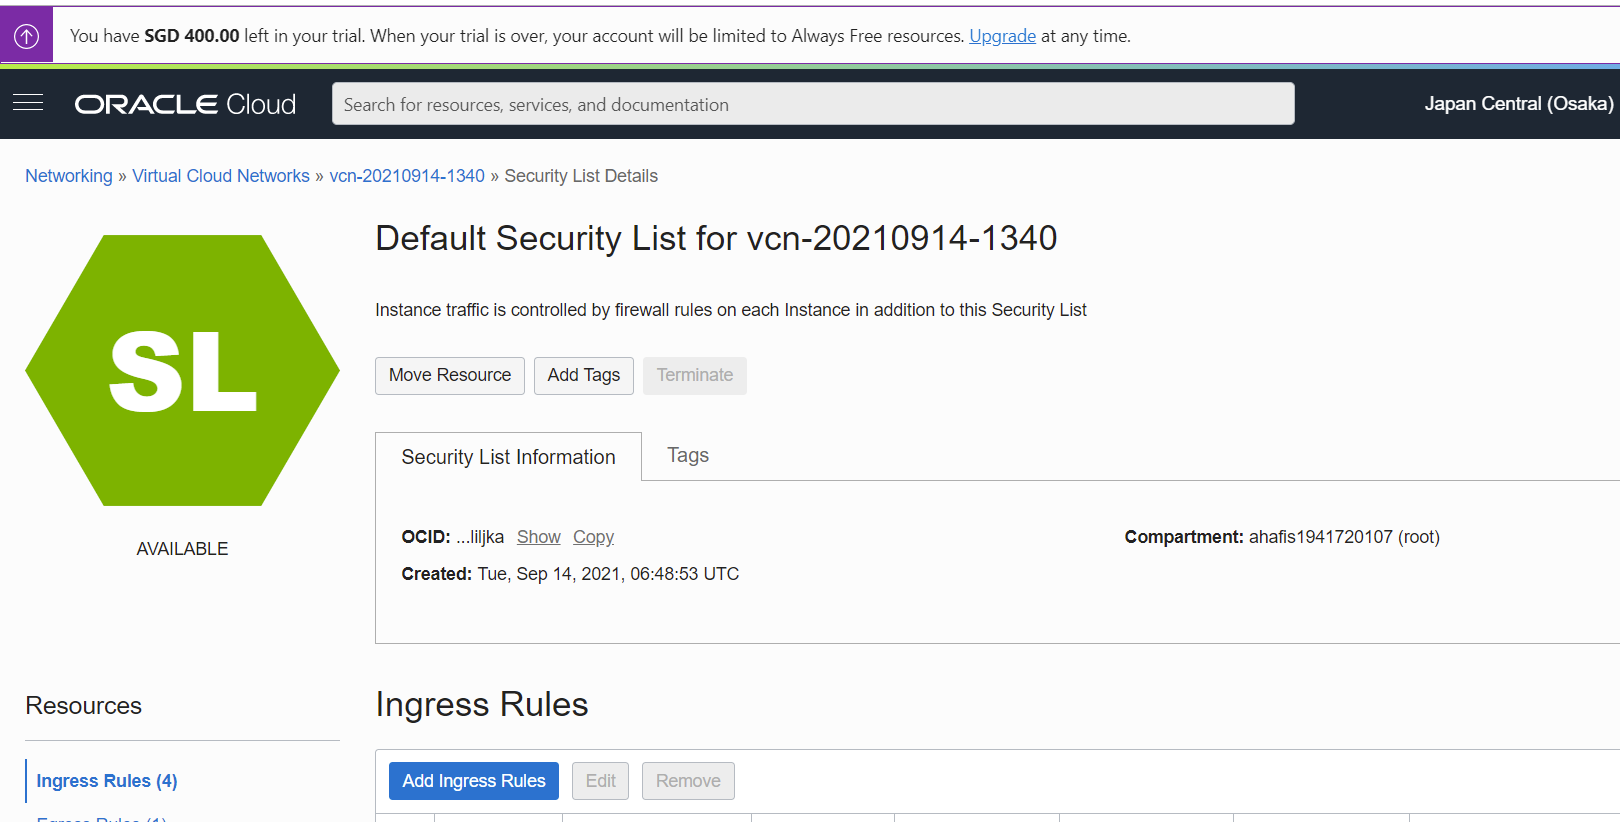 You have SGD 400.00 left in your trial. When your trial is over, your account will be limited to Always Free resources. Upgrade at any time.
ORACLE Cloud
Search for resources, services, and documentation
Japan Central (Osaka)
Networking » Virtual Cloud Networks » vcn-20210914-1340 » Security List Details
SL
AVAILABLE
Default Security List for vcn-20210914-1340
Instance traffic is controlled by firewall rules on each Instance in addition to this Security List
Move Resource Add Tags Terminate
Security List Information Tags
OCID: ...liljka Show Copy
Compartment: ahafis1941720107 (root)
Created: Tue, Sep 14, 2021, 06:48:53 UTC
Resources
Ingress Rules (4)
Egress Rules (1)
Ingress Rules
Add Ingress Rules Edit Remove